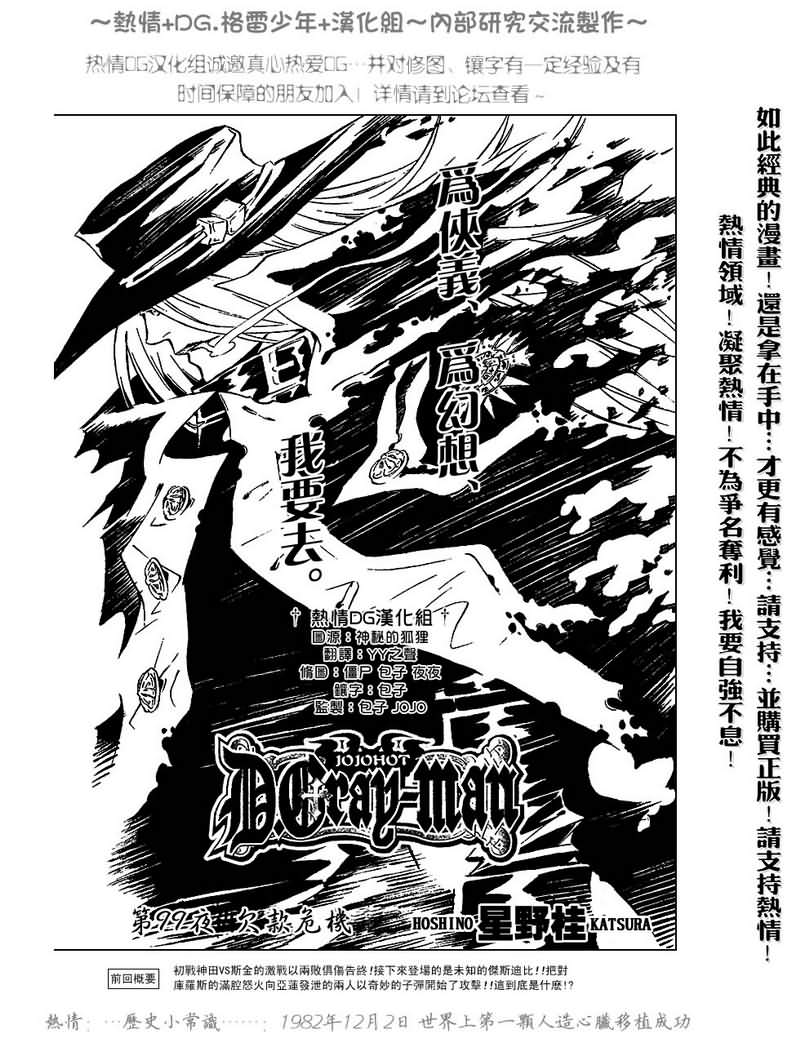 ～熱情+DG.格雷少年+漢化組～內部研究交流製作～
热情▯G汉化组诚邀真心热爱▯G…并对修图、镶字有一定经验及有
时间保障的朋友加入！详情请到论坛查看~
如此經典的漫畫！還是拿在手中…才更有感覺…請支持…並購買正版！請支持熱情！
熱情領域！凝聚熱情！不為爭名奪利！我要自強不息！
爲俠義、
爲幻想、
我要去。
† 熱情DG漢化組 †
圖源：神秘的狐狸
翻譯：YY之聲
脩圖：僵尸 包子 夜夜
鑲字：包子
監製：包子 JOJO
JOJOHOT
D.Gray-man
第99夜 欠款危機
HOSHINO 星野桂 KATSURA
前回概要
初戰神田VS斯金的激戰以兩敗俱傷告終!接下來登場的是未知的傑斯迪比!!把對
庫羅斯的滿腔怒火向亞蓮發泄的兩人以奇妙的子彈開始了攻擊!!這到底是什麽!?
熱情：…歷史小常識……：1982年12月2日 世界上第一顆人造心臟移植成功